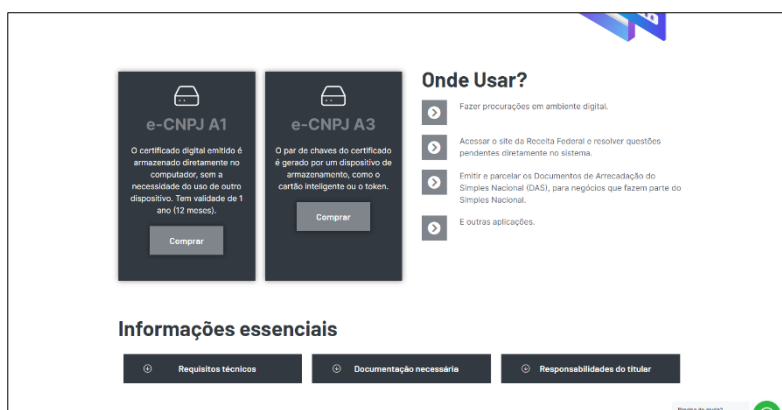 e-CNPJ A1
O certificado digital emitido é
armazenado diretamente no
computador, sem a
necessidade do uso de outro
dispositivo. Tem validade de 1
ano (12 meses).
Comprar
e-CNPJ A3
O par de chaves do certificado
é gerado por um dispositivo de
armazenamento, como o
cartão inteligente ou o token.
Comprar
Onde Usar?
Fazer procurações em ambiente digital.
Acessar o site da Receita Federal e resolver questões
pendentes diretamente no sistema.
Emitir e parcelar os Documentos de Arrecadação do
Simples Nacional (DAS), para negócios que fazem parte do
Simples Nacional.
E outras aplicações.
Informações essenciais
Requisitos técnicos
Documentação necessária
Responsabilidades do titular